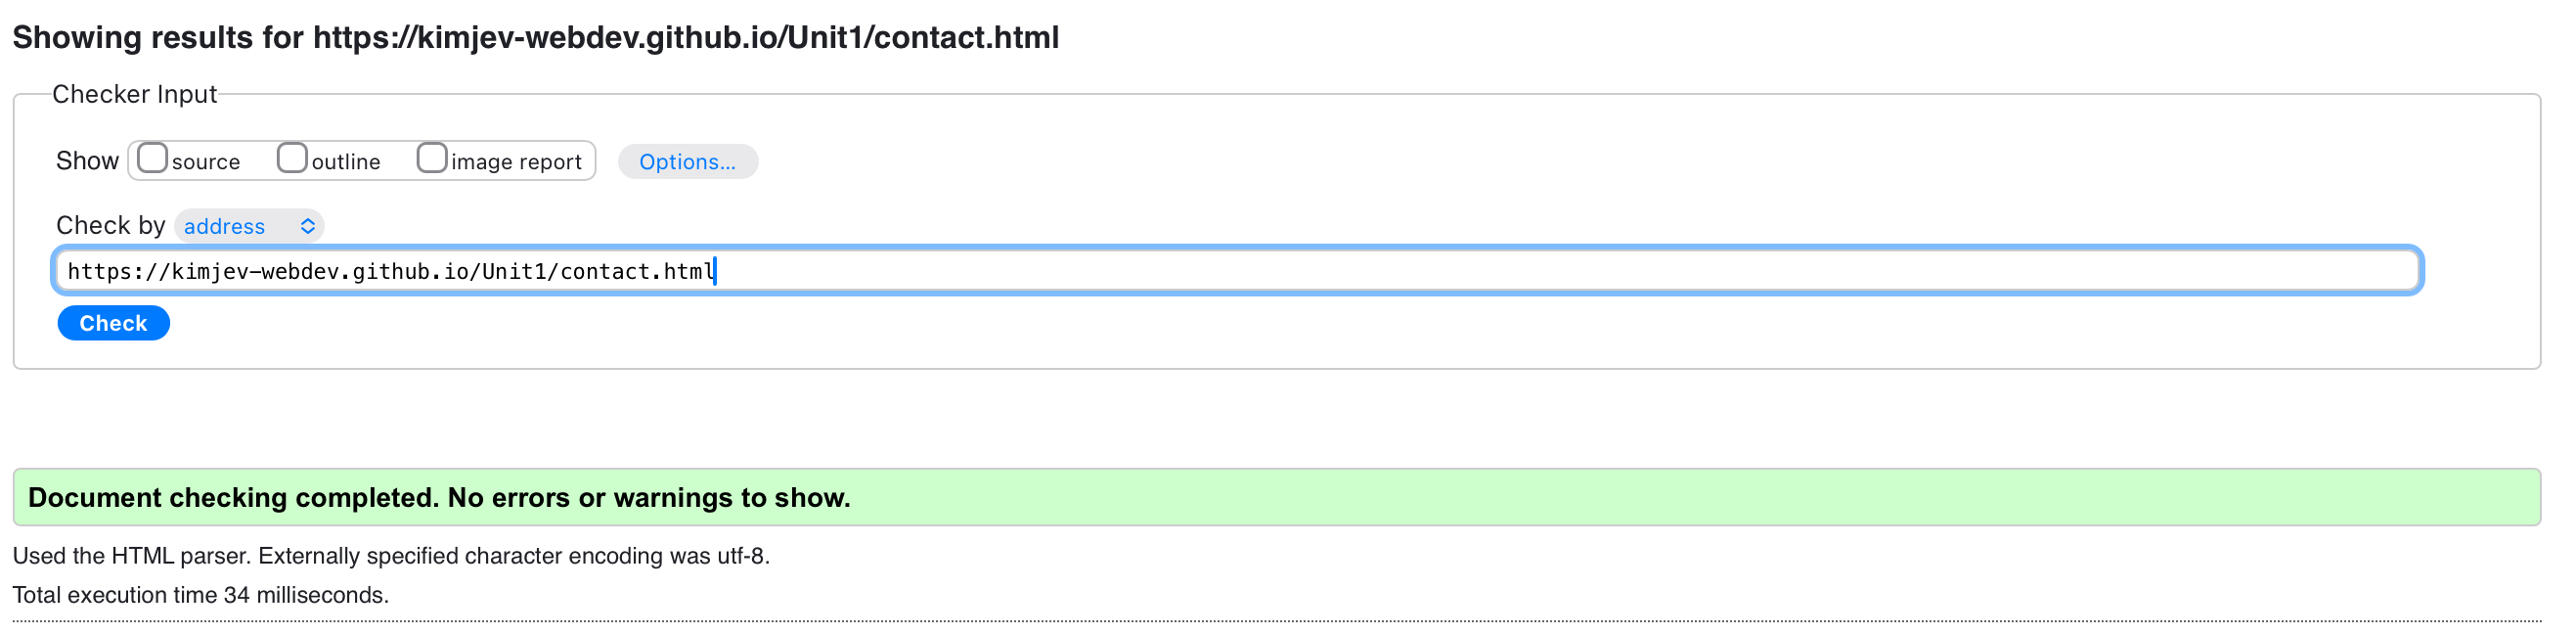 Showing results for https://kimjev-webdev.github.io/Unit1/contact.html
Checker Input
Show source outline image report Options...
Check by address
https://kimjev-webdev.github.io/Unit1/contact.html
Check
Document checking completed. No errors or warnings to show.
Used the HTML parser. Externally specified character encoding was utf-8.
Total execution time 34 milliseconds.